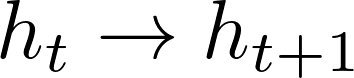 h_t → h_{t+1}